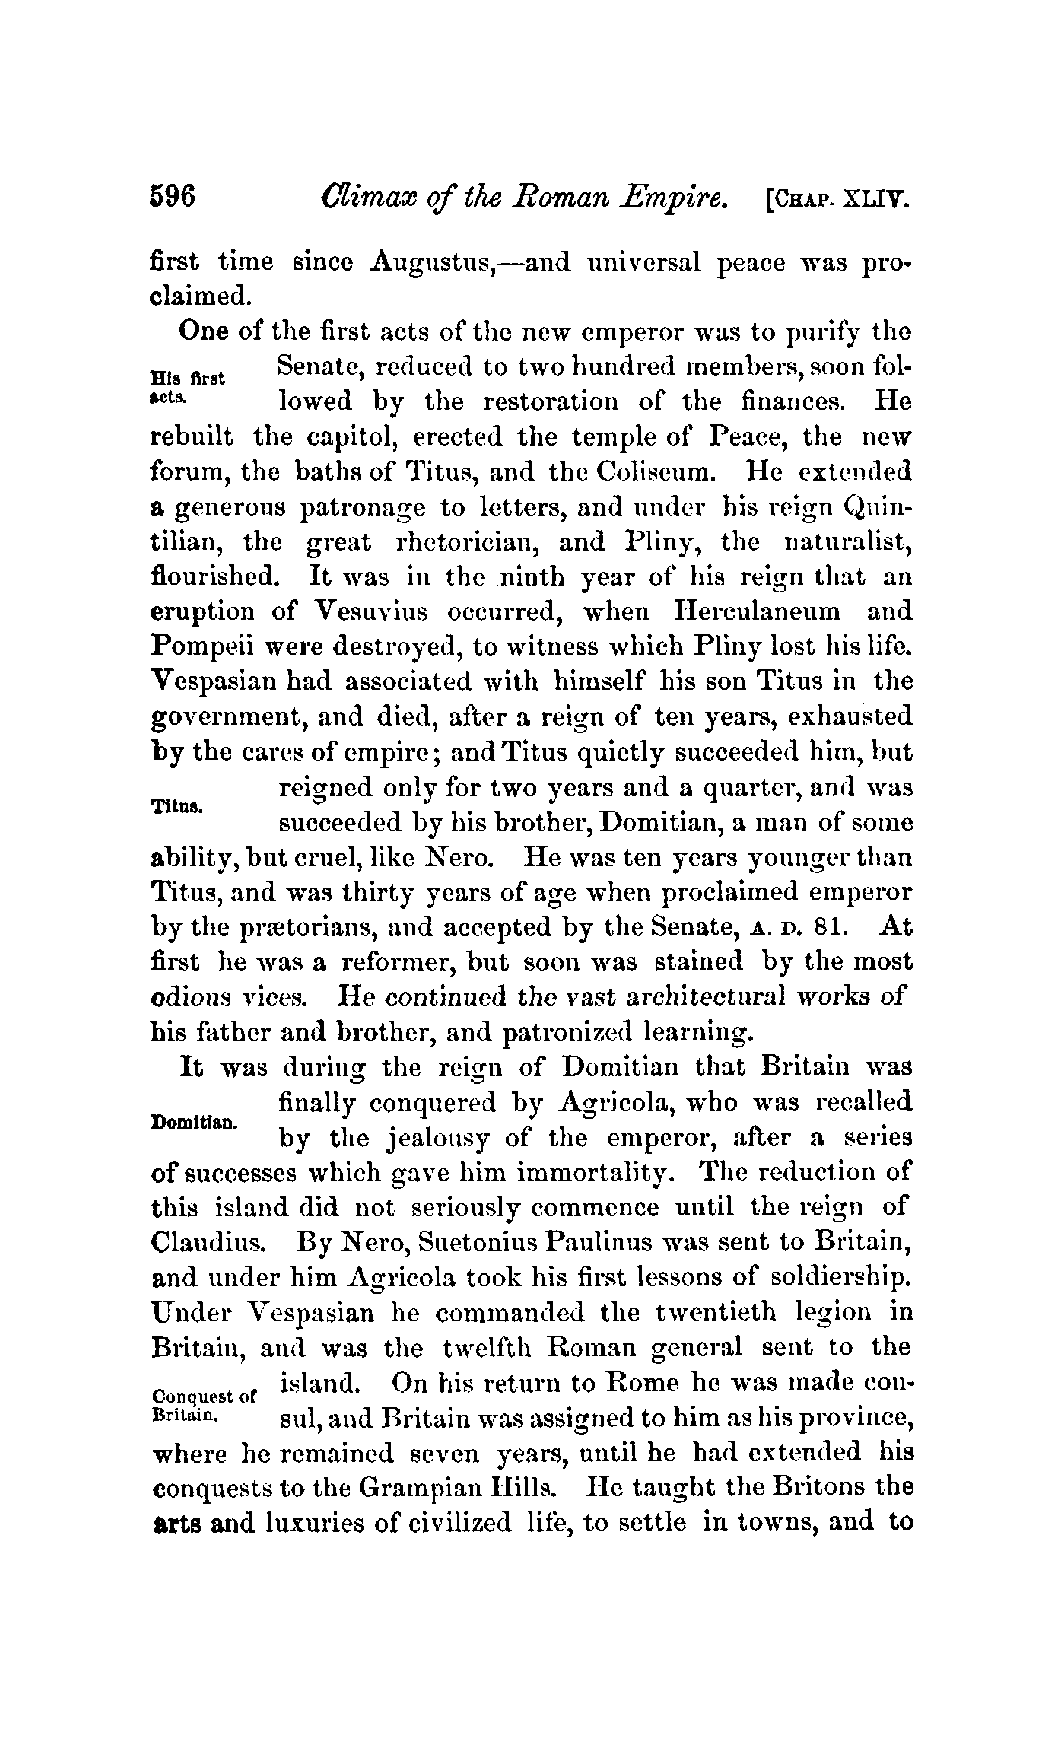 596 Climax of the Roman Empire. [CHAP. XLIV.
first time since Augustus,—and universal peace was pro-
claimed.
One of the first acts of the new emperor was to purify the
His first
acts.
Senate, reduced to two hundred members, soon fol-
lowed by the restoration of the finances. He
rebuilt the capitol, erected the temple of Peace, the new
forum, the baths of Titus, and the Coliseum. He extended
a generous patronage to letters, and under his reign Quin-
tilian, the great rhetorician, and Pliny, the naturalist,
flourished. It was in the ninth year of his reign that an
eruption of Vesuvius occurred, when Herculaneum and
Pompeii were destroyed, to witness which Pliny lost his life.
Vespasian had associated with himself his son Titus in the
government, and died, after a reign of ten years, exhausted
by the cares of empire; and Titus quietly succeeded him, but
Titus.
reigned only for two years and a quarter, and was
succeeded by his brother, Domitian, a man of some
ability, but cruel, like Nero. He was ten years younger than
Titus, and was thirty years of age when proclaimed emperor
by the prætorians, and accepted by the Senate, A. D. 81. At
first he was a reformer, but soon was stained by the most
odious vices. He continued the vast architectural works of
his father and brother, and patronized learning.
It was during the reign of Domitian that Britain was
Domitian.
finally conquered by Agricola, who was recalled
by the jealousy of the emperor, after a series
of successes which gave him immortality. The reduction of
this island did not seriously commence until the reign of
Claudius. By Nero, Suetonius Paulinus was sent to Britain,
and under him Agricola took his first lessons of soldiership.
Under Vespasian he commanded the twentieth legion in
Britain, and was the twelfth Roman general sent to the
Conquest of
Britain.
island. On his return to Rome he was made con-
sul, and Britain was assigned to him as his province,
where he remained seven years, until he had extended his
conquests to the Grampian Hills. He taught the Britons the
arts and luxuries of civilized life, to settle in towns, and to